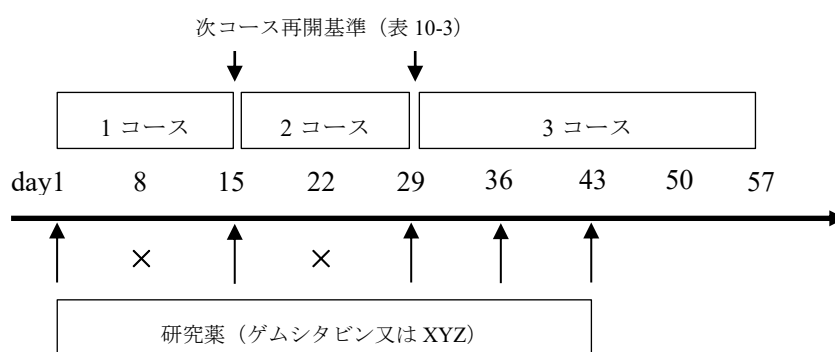 次コース再開基準（表 10-3）
1 コース 2 コース 3 コース
day1 8 15 22 29 36 43 50 57
× ×
研究薬（ゲムシタビン又は XYZ）